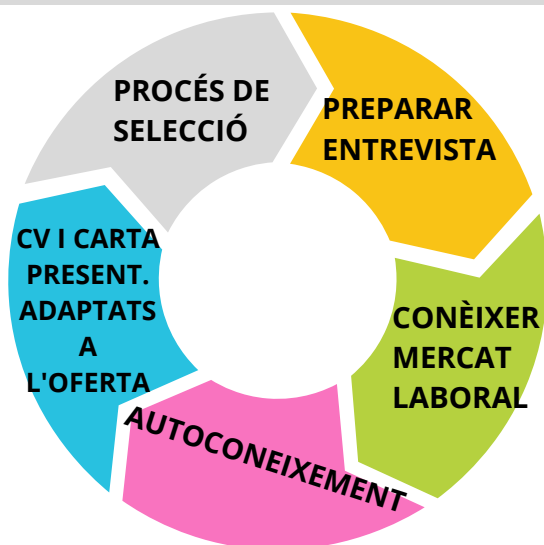 PROCÉS DE
SELECCIÓ
PREPARAR
ENTREVISTA
CONÈIXER
MERCAT
LABORAL
AUTOCONEIXEMENT
CV I CARTA
PRESENT.
ADAPTATS
A
L'OFERTA